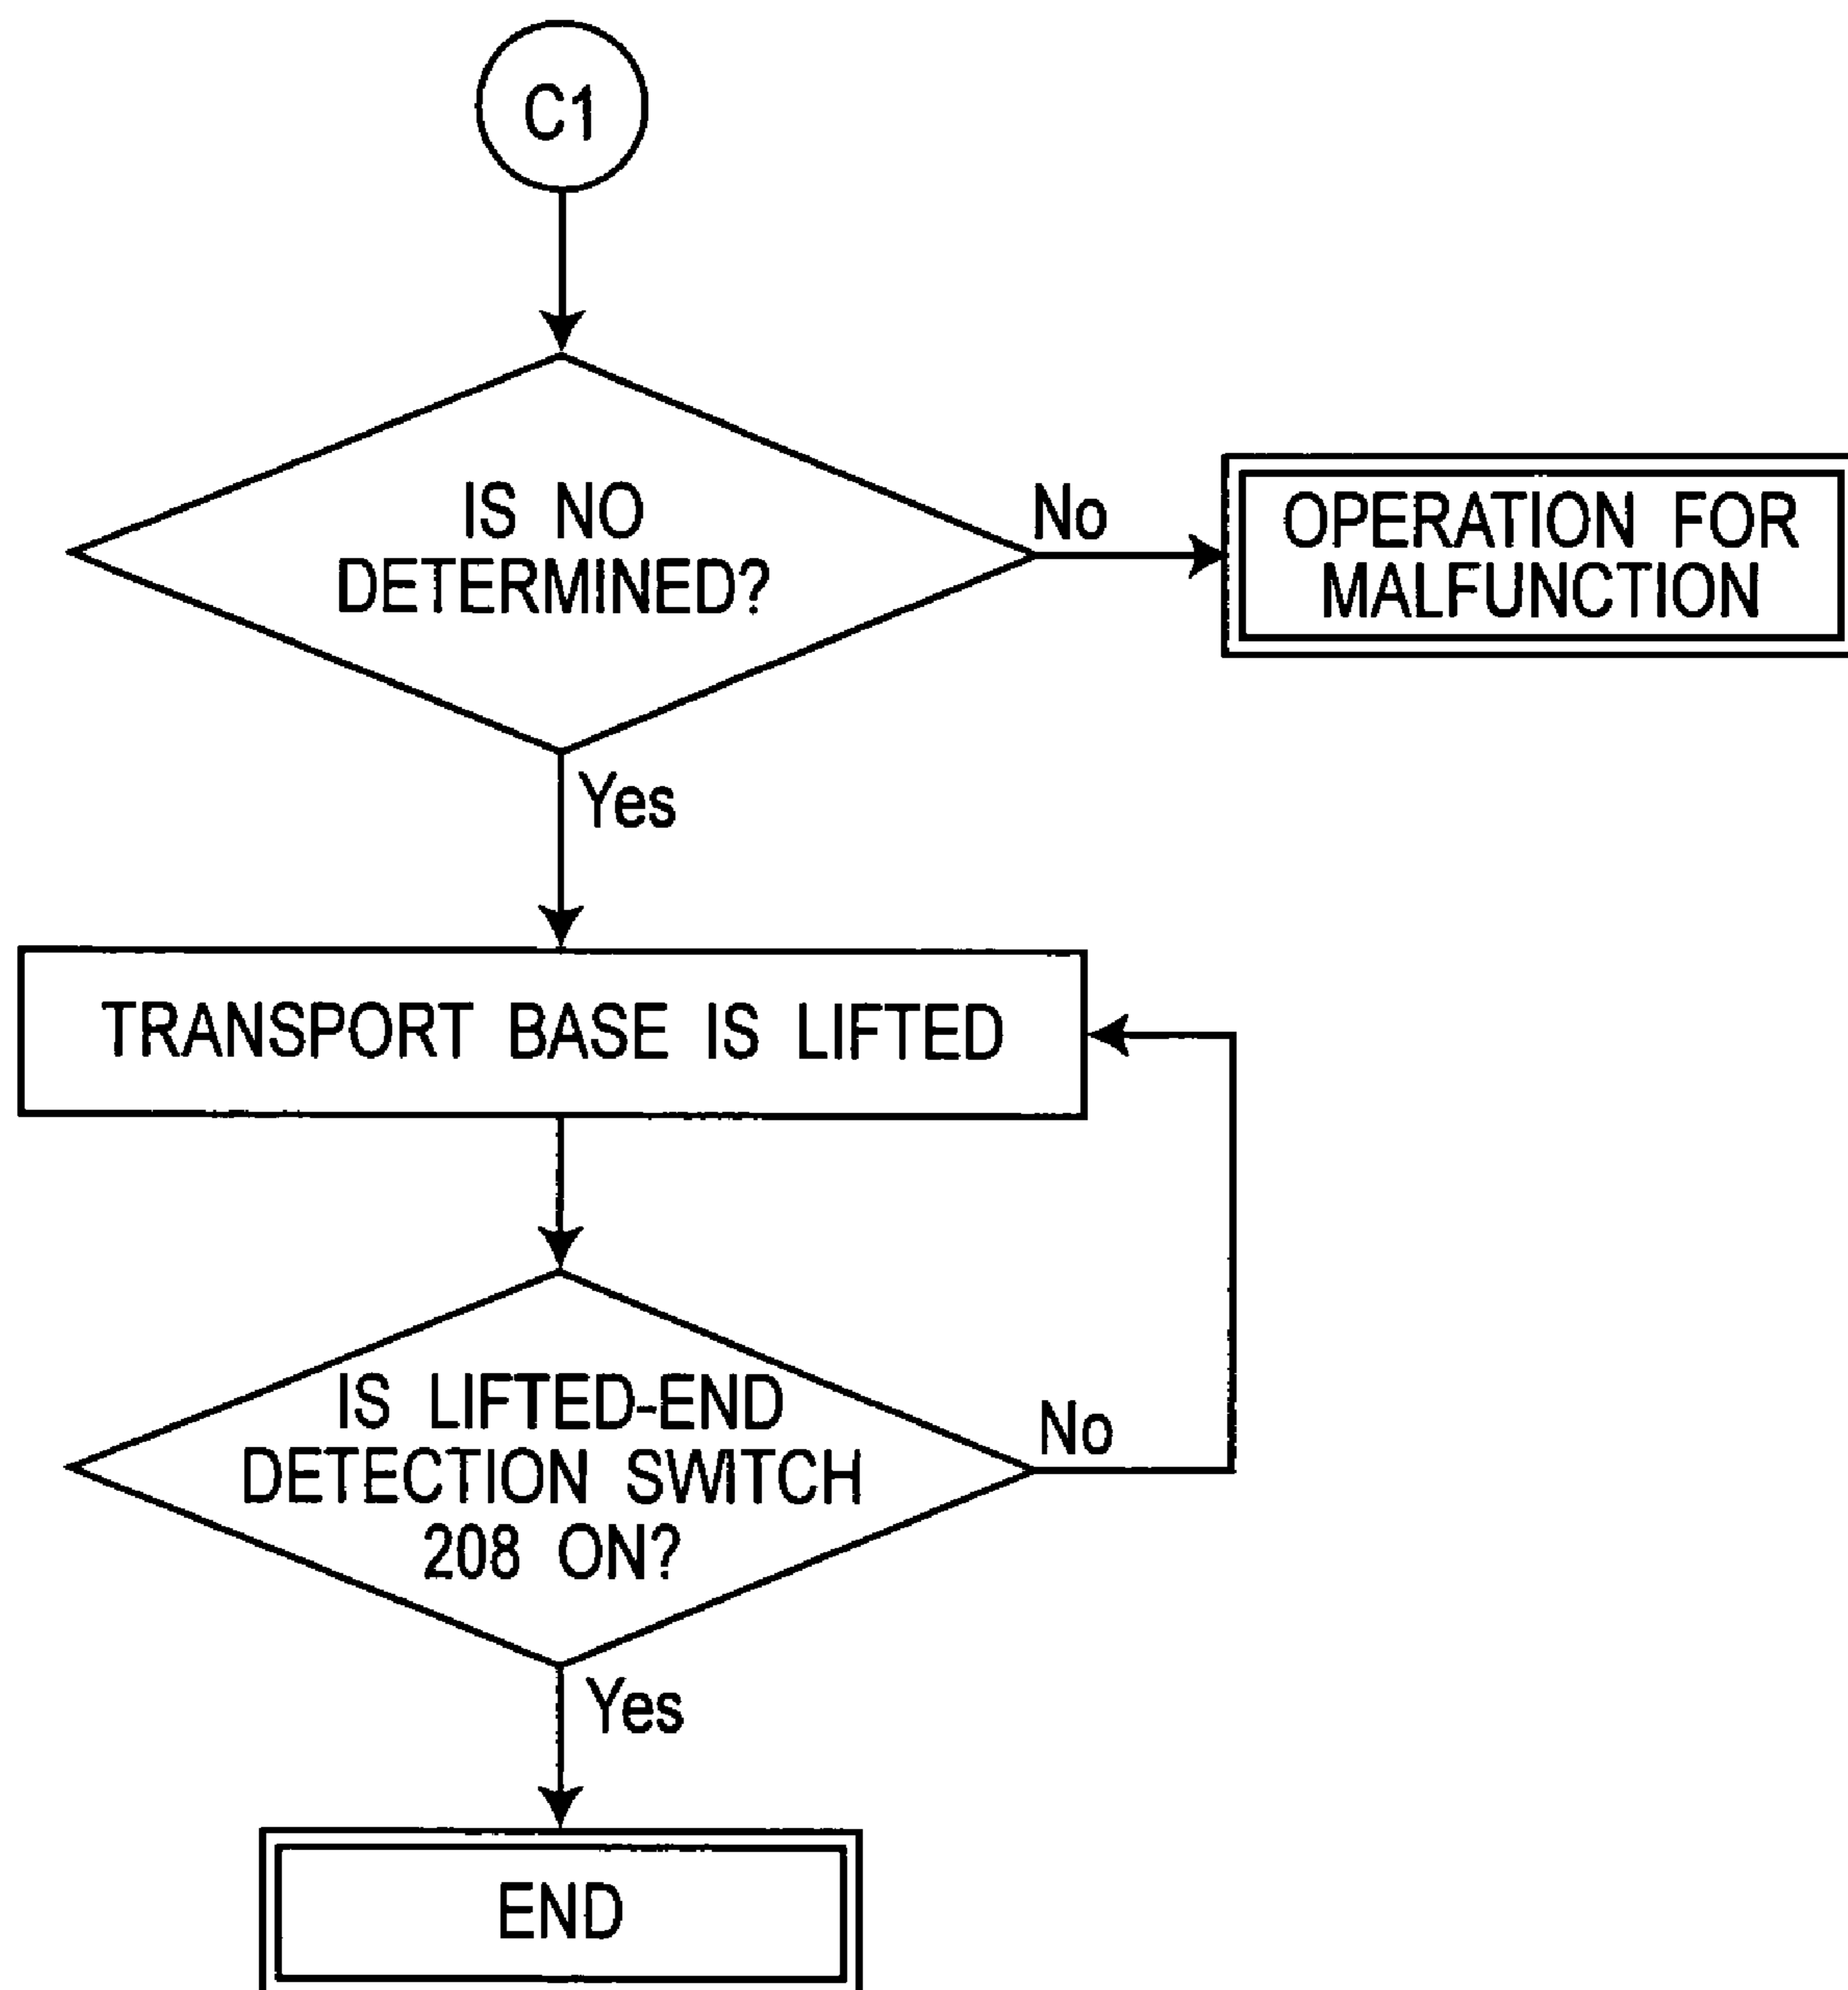 C1
IS NO
DETERMINED?
No
OPERATION FOR
MALFUNCTION
Yes
TRANSPORT BASE IS LIFTED
IS LIFTED-END
DETECTION SWITCH
208 ON?
No
Yes
END